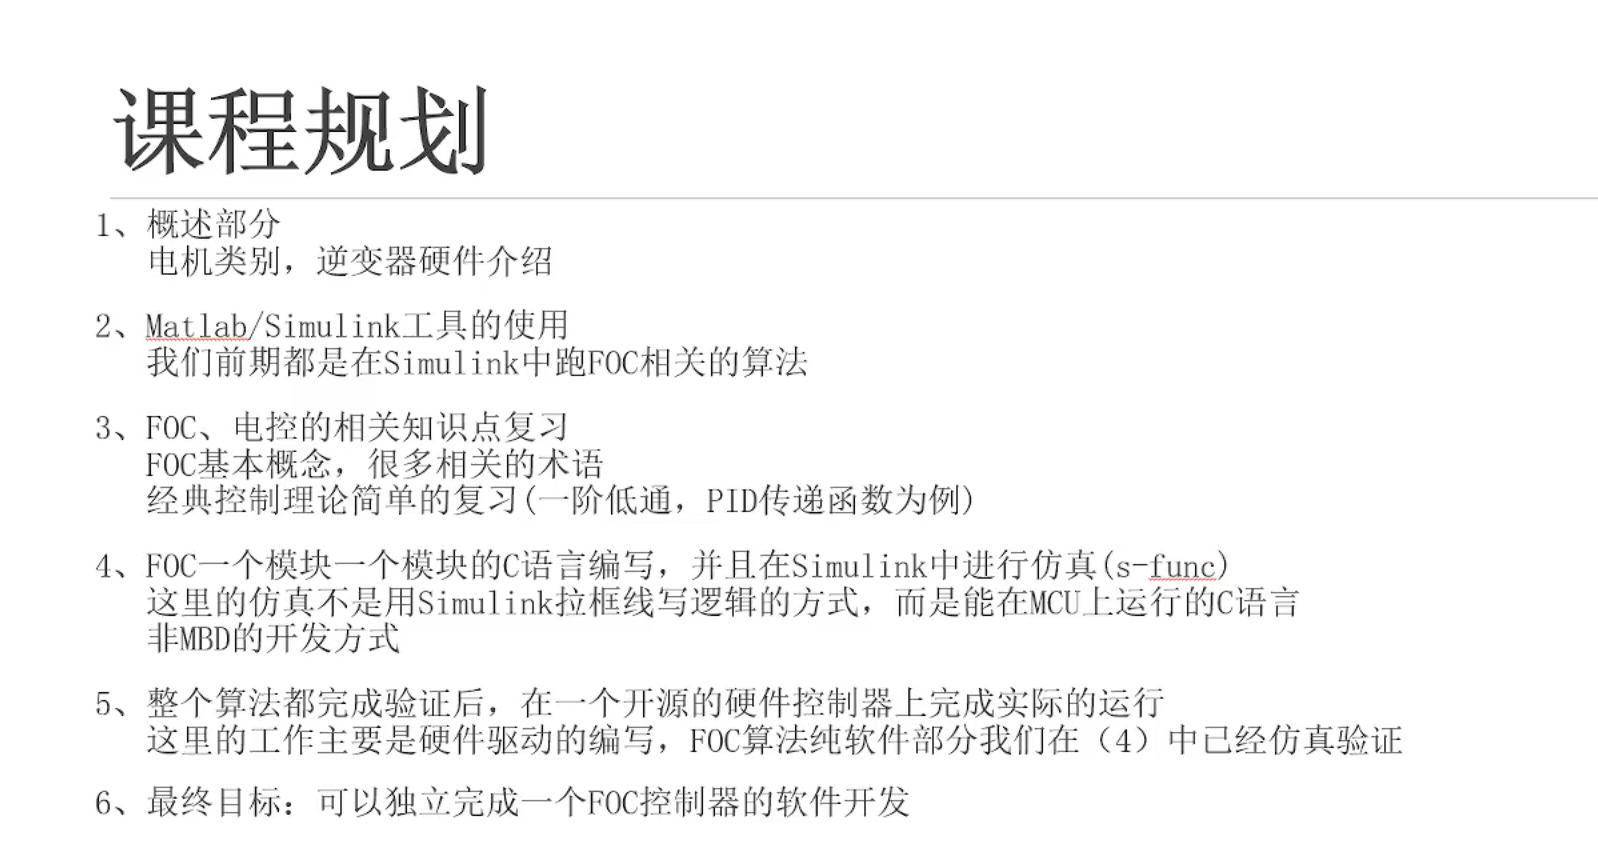 课程规划
1、概述部分
电机类别，逆变器硬件介绍
2、Matlab/Simulink工具的使用
我们前期都是在Simulink中跑FOC相关的算法
3、FOC、电控的相关知识点复习
FOC基本概念，很多相关的术语
经典控制理论简单的复习(一阶低通，PID传递函数为例)
4、FOC一个模块一个模块的C语言编写，并且在Simulink中进行仿真(s-func)
这里的仿真不是用Simulink拉框线写逻辑的方式，而是能在MCU上运行的C语言
非MBD的开发方式
5、整个算法都完成验证后，在一个开源的硬件控制器上完成实际的运行
这里的工作主要是硬件驱动的编写，FOC算法纯软件部分我们在（4）中已经仿真验证
6、最终目标：可以独立完成一个FOC控制器的软件开发